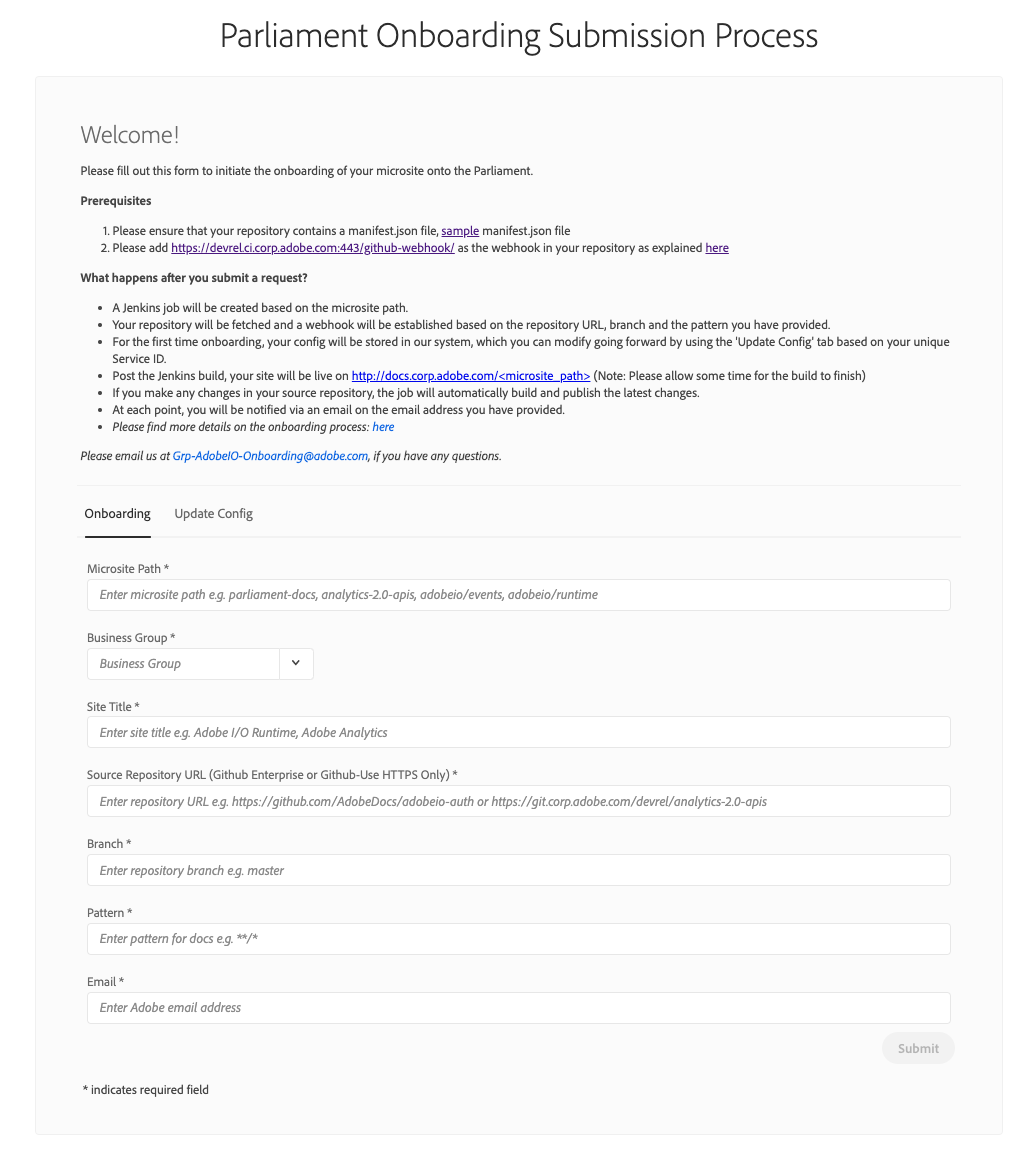 Parliament Onboarding Submission Process
Welcome!
Please fill out this form to initiate the onboarding of your microsite onto the Parliament.
Prerequisites
1. Please ensure that your repository contains a manifest.json file, sample manifest.json file
2. Please add https://devrel.ci.corp.adobe.com:443/github-webhook/ as the webhook in your repository as explained here
What happens after you submit a request?
• A Jenkins job will be created based on the microsite path.
• Your repository will be fetched and a webhook will be established based on the repository URL, branch and the pattern you have provided.
• For the first time onboarding, your config will be stored in our system, which you can modify going forward by using the 'Update Config' tab based on your unique
Service ID.
• Post the Jenkins build, your site will be live on http://docs.corp.adobe.com/<microsite_path> (Note: Please allow some time for the build to finish)
• If you make any changes in your source repository, the job will automatically build and publish the latest changes.
• At each point, you will be notified via an email on the email address you have provided.
• Please find more details on the onboarding process: here
Please email us at Grp-AdobeIO-Onboarding@adobe.com, if you have any questions.
Onboarding Update Config
Microsite Path *
Enter microsite path e.g. parliament-docs, analytics-2.0-apis, adobeio/events, adobeio/runtime
Business Group *
Business Group
Site Title *
Enter site title e.g. Adobe I/O Runtime, Adobe Analytics
Source Repository URL (Github Enterprise or Github-Use HTTPS Only) *
Enter repository URL e.g. https://github.com/AdobeDocs/adobeio-auth or https://git.corp.adobe.com/devrel/analytics-2.0-apis
Branch *
Enter repository branch e.g. master
Pattern *
Enter pattern for docs e.g. **/*
Email *
Enter Adobe email address
Submit
* indicates required field